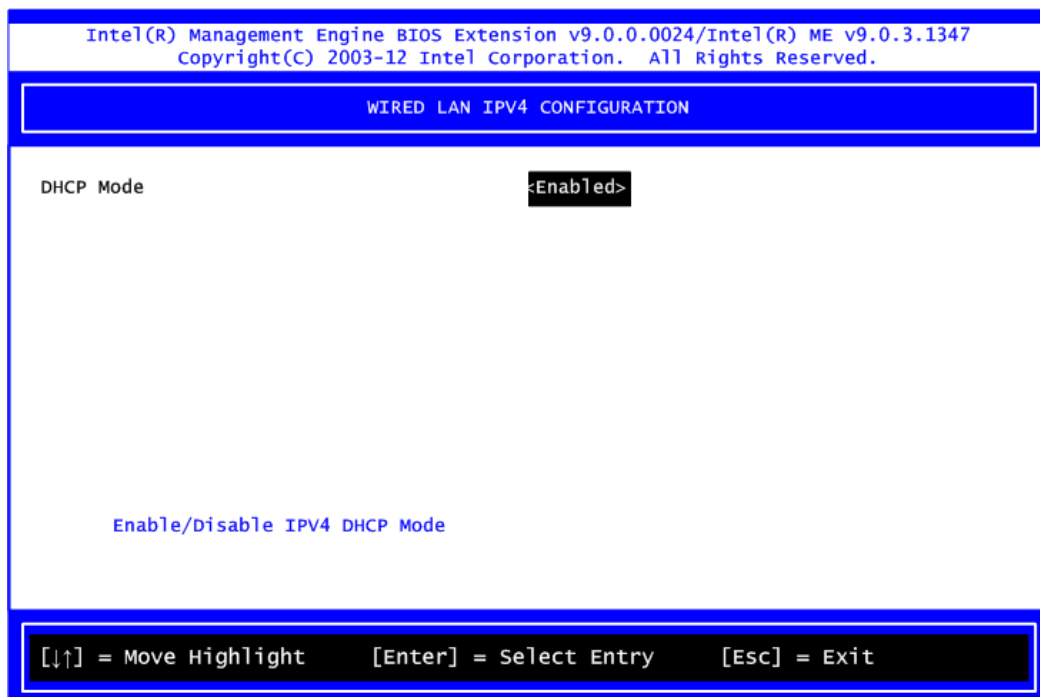 Intel(R) Management Engine BIOS Extension v9.0.0.0024/Intel(R) ME v9.0.3.1347
Copyright(C) 2003-12 Intel Corporation.  All Rights Reserved.
WIRED LAN IPV4 CONFIGURATION
DHCP Mode <Enabled>
Enable/Disable IPV4 DHCP Mode
[↓↑] = Move Highlight [Enter] = Select Entry [Esc] = Exit